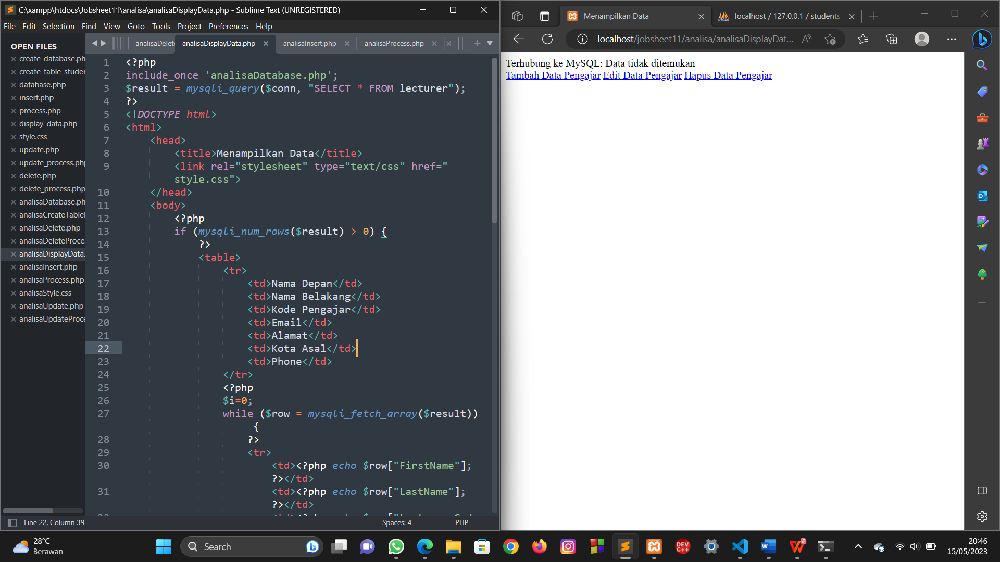 C:\xampp\htdocs\Jobsheet11\analisa\analisaDisplayData.php - Sublime Text (UNREGISTERED)
File Edit Selection Find View Goto Tools Project Preferences Help
OPEN FILES
create_database.ph
create_table_studer
database.php
insert.php
process.php
display_data.php
style.css
update.php
update_process.php
delete.php
delete_process.php
analisaDatabase.ph
analisaCreateTablel
analisaDelete.php
analisaDeleteProces
analisaDisplayData.
analisaInsert.php
analisaProcess.php
analisaStyle.css
analisaUpdate.php
analisaUpdateProce
analisaDelete analisaDisplayData.php analisaInsert.php analisaProcess.php
1 <?php
2 include_once 'analisaDatabase.php';
3 $result = mysqli_query($conn, "SELECT * FROM lecturer");
4 ?>
5 <!DOCTYPE html>
6 <html>
7 <head>
8 <title>Menampilkan Data</title>
9 <link rel="stylesheet" type="text/css" href="
style.css">
10 </head>
11 <body>
12 <?php
13 if (mysqli_num_rows($result) > 0) {
14 ?>
15 <table>
16 <tr>
17 <td>Nama Depan</td>
18 <td>Nama Belakang</td>
19 <td>Kode Pengajar</td>
20 <td>Email</td>
21 <td>Alamat</td>
22 <td>Kota Asal</td>
23 <td>Phone</td>
24 </tr>
25 <?php
26 $i=0;
27 while ($row = mysqli_fetch_array($result))
{
28 ?>
29 <tr>
30 <td><?php echo $row["FirstName"];
?></td>
31 <td><?php echo $row["LastName"];
?></td>
Line 22, Column 39 Spaces: 4 PHP
Menampilkan Data localhost / 127.0.0.1 / students
localhost/jobsheet11/analisa/analisaDisplayDat...
Terhubung ke MySQL: Data tidak ditemukan
Tambah Data Pengajar Edit Data Pengajar Hapus Data Pengajar
28°C
Berawan
Search
DEV
C++
20:46
15/05/2023